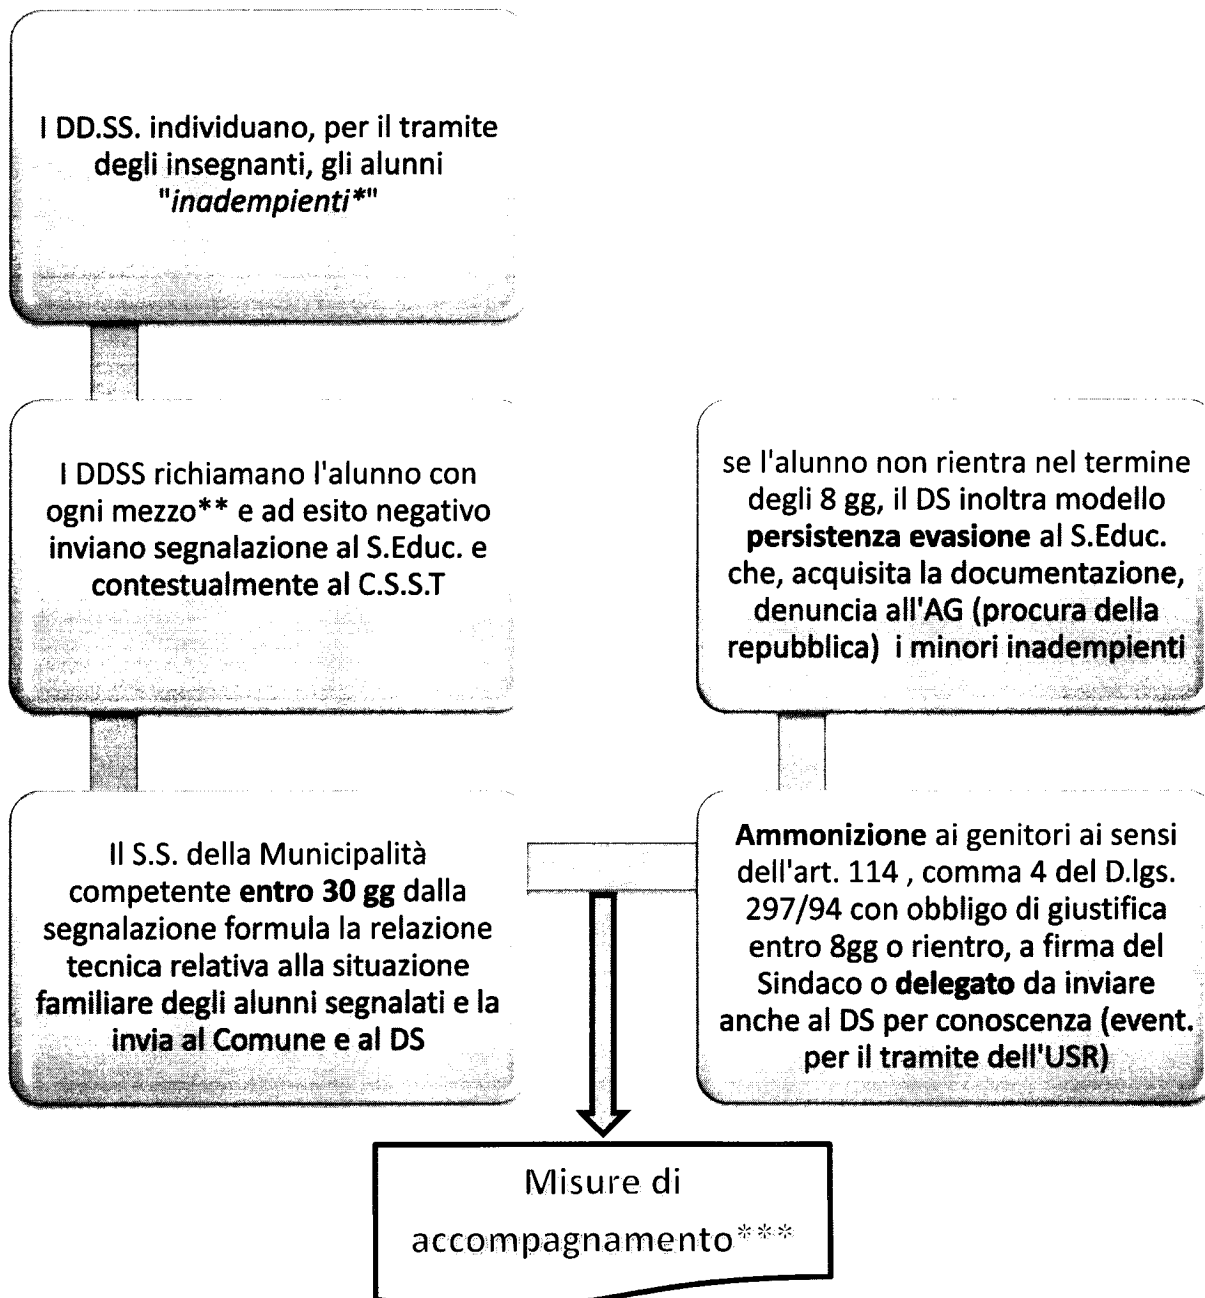 I DD.SS. individuano, per il tramite
degli insegnanti, gli alunni
"inadempienti*"
I DDSS richiamano l'alunno con
ogni mezzo** e ad esito negativo
inviano segnalazione al S.Educ. e
contestualmente al C.S.S.T
Il S.S. della Municipalità
competente entro 30 gg dalla
segnalazione formula la relazione
tecnica relativa alla situazione
familiare degli alunni segnalati e la
invia al Comune e al DS
Ammonizione ai genitori ai sensi
dell'art. 114 , comma 4 del D.lgs.
297/94 con obbligo di giustifica
entro 8gg o rientro, a firma del
Sindaco o delegato da inviare
anche al DS per conoscenza (event.
per il tramite dell'USR)
se l'alunno non rientra nel termine
degli 8 gg, il DS inoltra modello
persistenza evasione al S.Educ.
che, acquisita la documentazione,
denuncia all'AG (procura della
repubblica) i minori inadempienti
Misure di
accompagnamento***